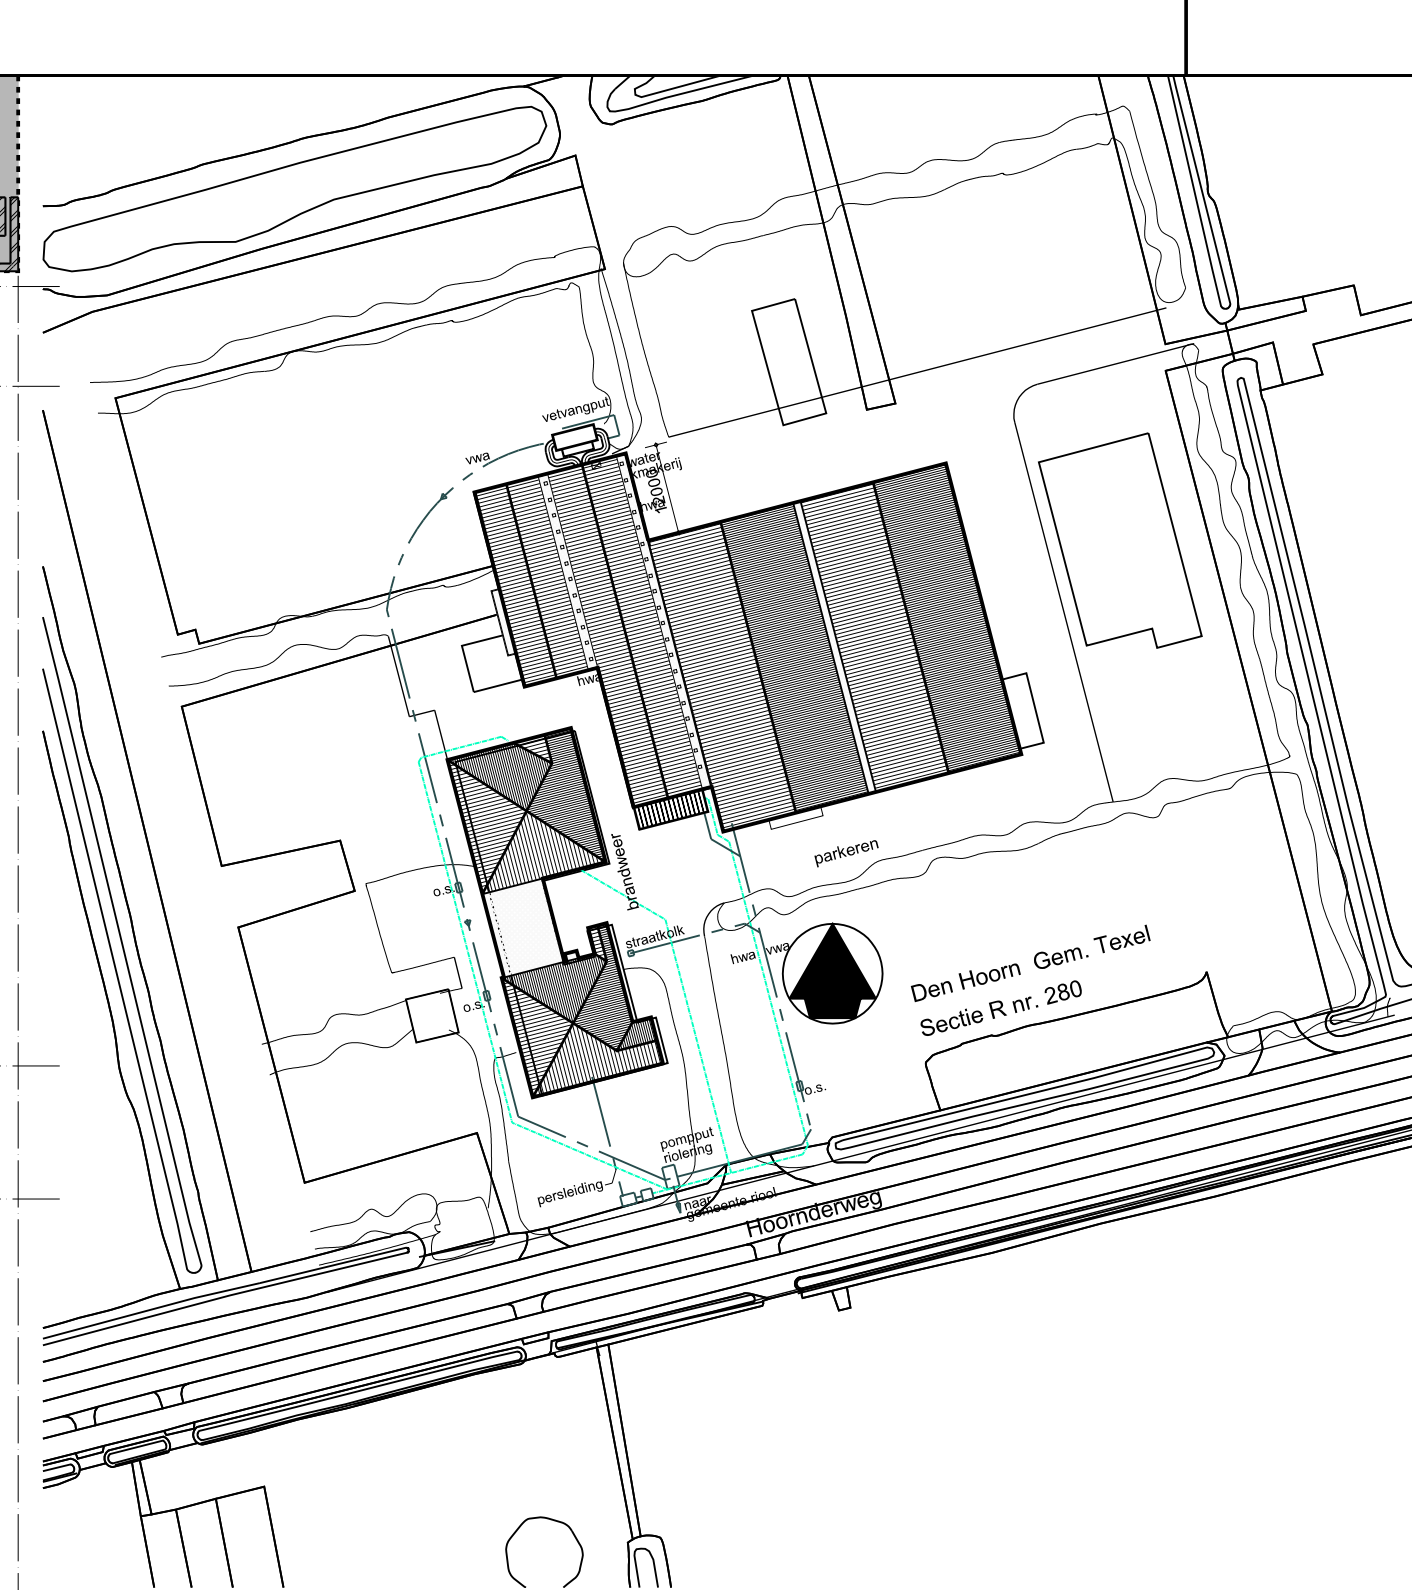 vetvangput
vwa
water
kmakerij
12000
hwa
hwa
brandweer
parkeren
o.s.
straatkolk
hwa
vwa
Den Hoorn Gem. Texel
Sectie R nr. 280
o.s.
o.s.
pompput
riolering
persleiding
naar
gemeente riool
Hoornderweg